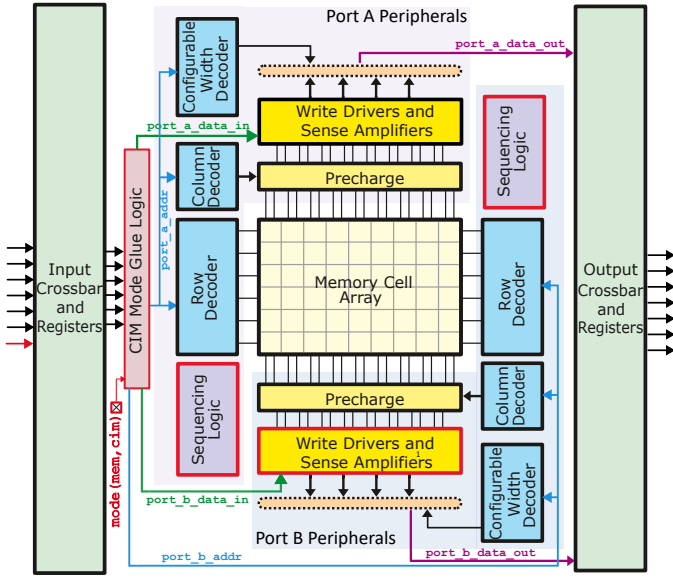 Port A Peripherals
port_a_data_out
Configurable
Width
Decoder
Write Drivers and
Sense Amplifiers
port_a_data_in
Sequencing
Logic
Column
Decoder
Precharge
port_a_addr
CIM Mode Glue Logic
Input
Crossbar
and
Registers
Row
Decoder
Memory Cell
Array
Row
Decoder
Output
Crossbar
and
Registers
Sequencing
Logic
Precharge
Column
Decoder
mode(mem,cim)
Write Drivers and
Sense Amplifiers
1
port_b_data_in
Configurable
Width
Decoder
Port B Peripherals
port_b_addr
port_b_data_out